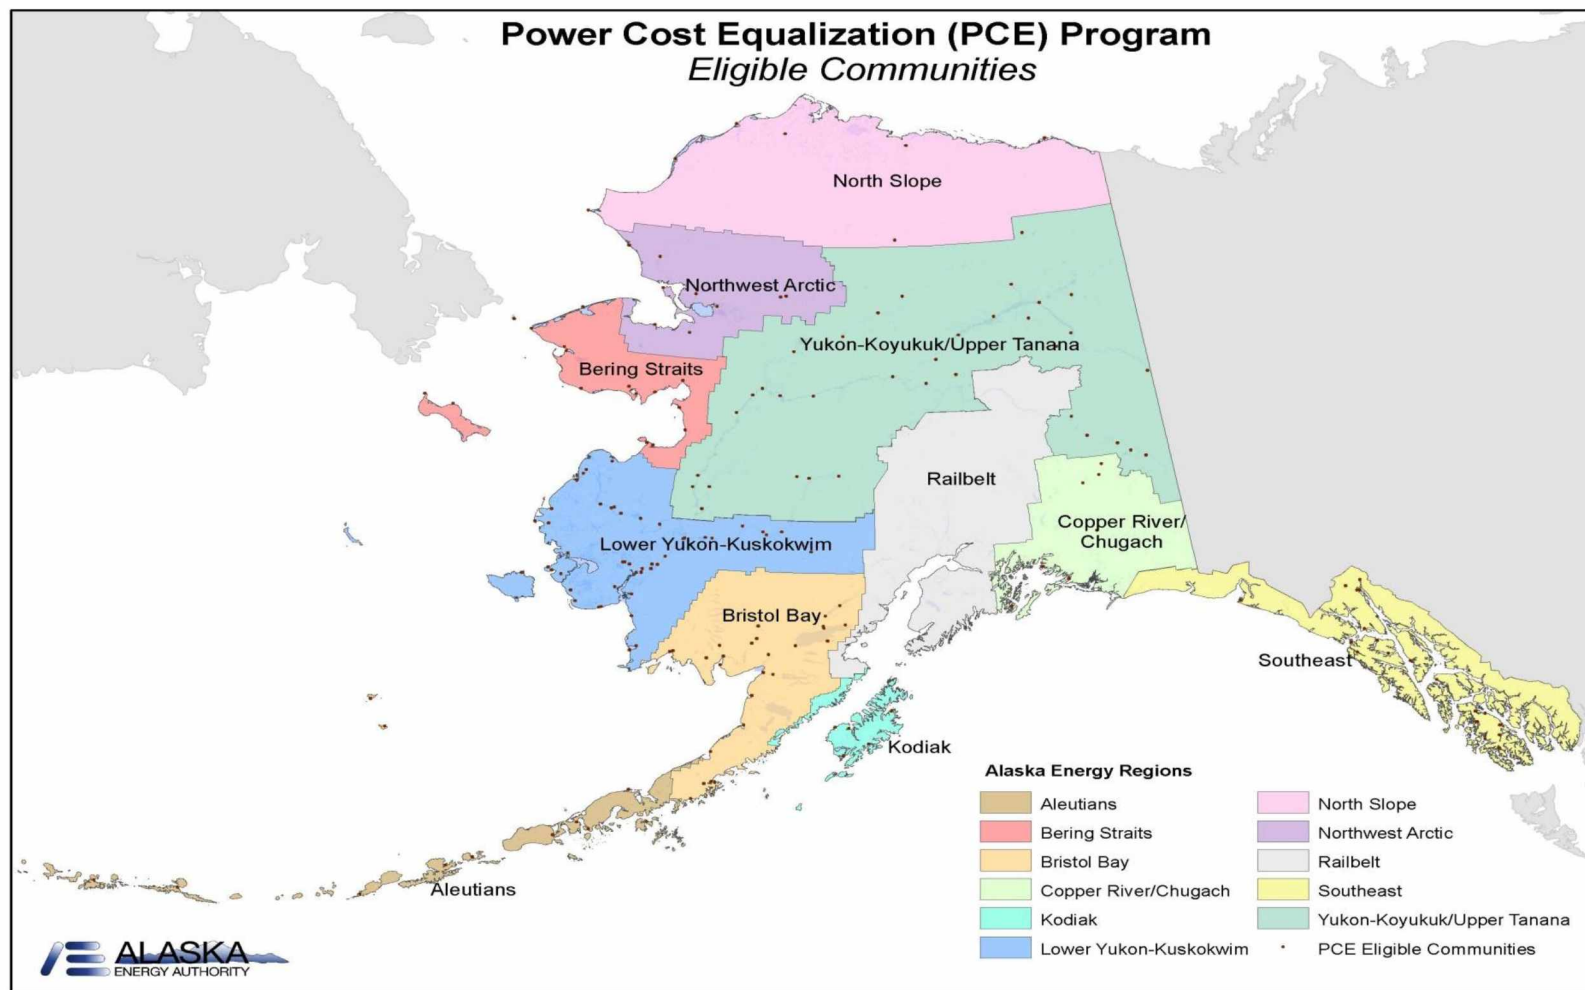 Power Cost Equalization (PCE) Program
Eligible Communities
North Slope
Northwest Arctic
Yukon-Koyukuk/Upper Tanana
Bering Straits
Railbelt
Copper River/
Chugach
Lower Yukon-Kuskokwim
Bristol Bay
Southeast
Kodiak
Aleutians
Alaska Energy Regions
Aleutians
Bering Straits
Bristol Bay
Copper River/Chugach
Kodiak
Lower Yukon-Kuskokwim
North Slope
Northwest Arctic
Railbelt
Southeast
Yukon-Koyukuk/Upper Tanana
PCE Eligible Communities
ALASKA
ENERGY AUTHORITY